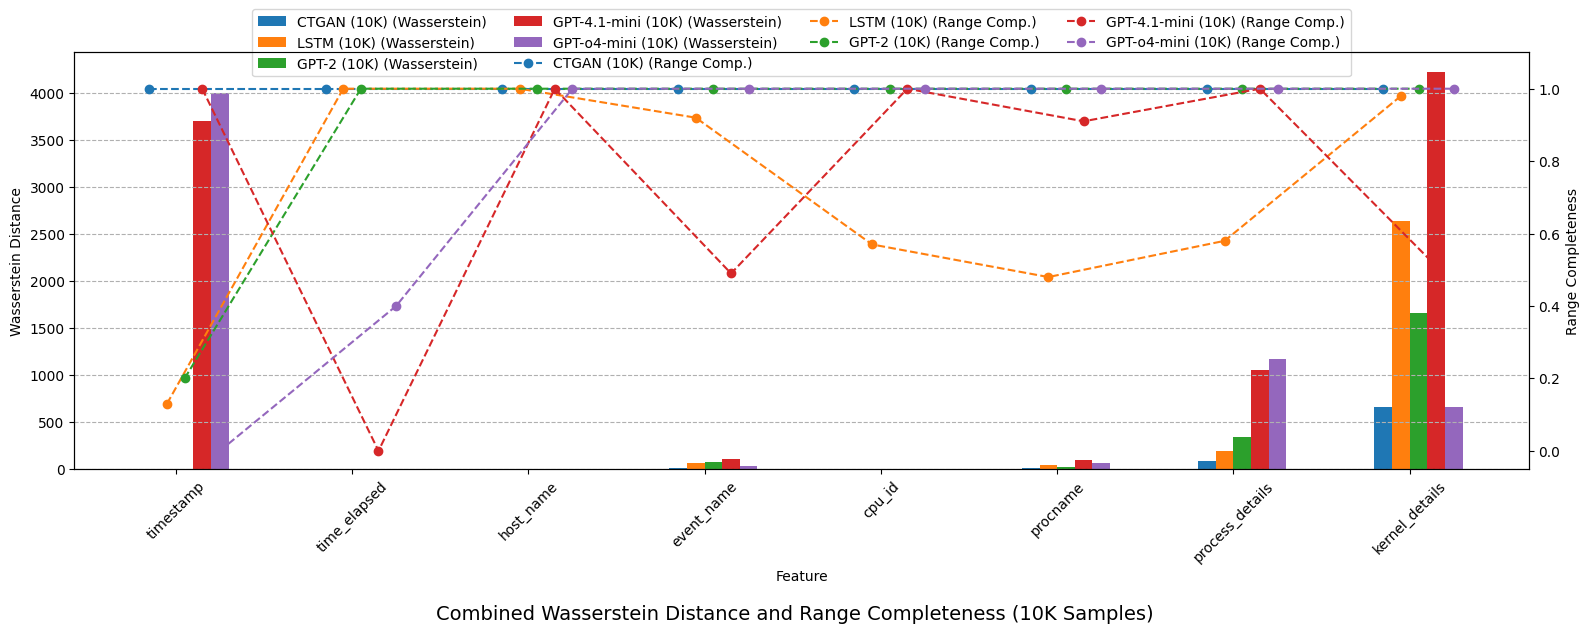 CTGAN (10K) (Wasserstein)
LSTM (10K) (Wasserstein)
GPT-2 (10K) (Wasserstein)
GPT-4.1-mini (10K) (Wasserstein)
GPT-o4-mini (10K) (Wasserstein)
CTGAN (10K) (Range Comp.)
LSTM (10K) (Range Comp.)
GPT-2 (10K) (Range Comp.)
GPT-4.1-mini (10K) (Range Comp.)
GPT-o4-mini (10K) (Range Comp.)
Wasserstein Distance
4000
3500
3000
2500
2000
1500
1000
500
0
1.0
0.8
0.6
0.4
0.2
0.0
Range Completeness
timestamp
time_elapsed
host_name
event_name
cpu_id
procname
process_details
kernel_details
Feature
Combined Wasserstein Distance and Range Completeness (10K Samples)